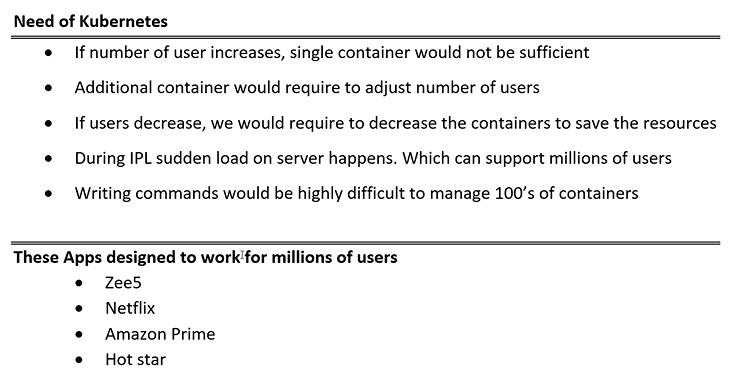 Need of Kubernetes
• If number of user increases, single container would not be sufficient
• Additional container would require to adjust number of users
• If users decrease, we would require to decrease the containers to save the resources
• During IPL sudden load on server happens. Which can support millions of users
• Writing commands would be highly difficult to manage 100’s of containers
These Apps designed to work for millions of users
• Zee5
• Netflix
• Amazon Prime
• Hot star